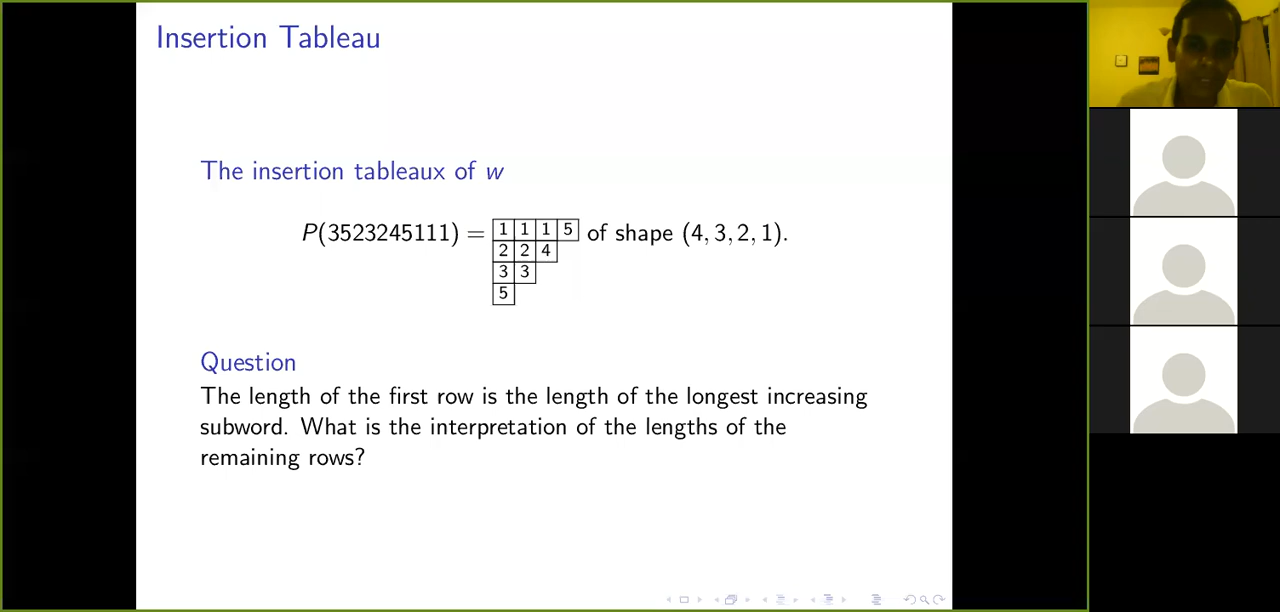 Insertion Tableau
The insertion tableaux of w
P(3523245111) = 1 1 1 5 of shape (4, 3, 2, 1).
2 2 4
3 3
5
Question
The length of the first row is the length of the longest increasing
subword. What is the interpretation of the lengths of the
remaining rows?